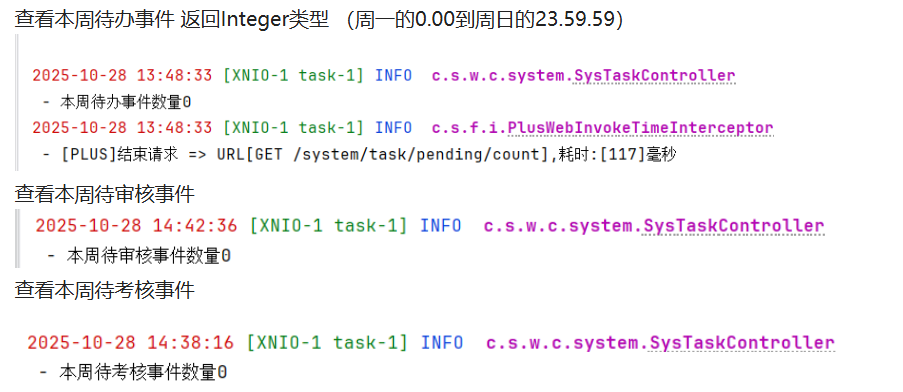 查看本周待办事件 返回Integer类型 （周一的0.00到周日的23.59.59）
2025-10-28 13:48:33 [XNIO-1 task-1] INFO  c.s.w.c.system.SysTaskController
- 本周待办事件数量0
2025-10-28 13:48:33 [XNIO-1 task-1] INFO  c.s.f.i.PlusWebInvokeTimeInterceptor
- [PLUS]结束请求 => URL[GET /system/task/pending/count],耗时:[117]毫秒
查看本周待审核事件
2025-10-28 14:42:36 [XNIO-1 task-1] INFO  c.s.w.c.system.SysTaskController
- 本周待审核事件数量0
查看本周待考核事件
2025-10-28 14:38:16 [XNIO-1 task-1] INFO  c.s.w.c.system.SysTaskController
- 本周待考核事件数量0